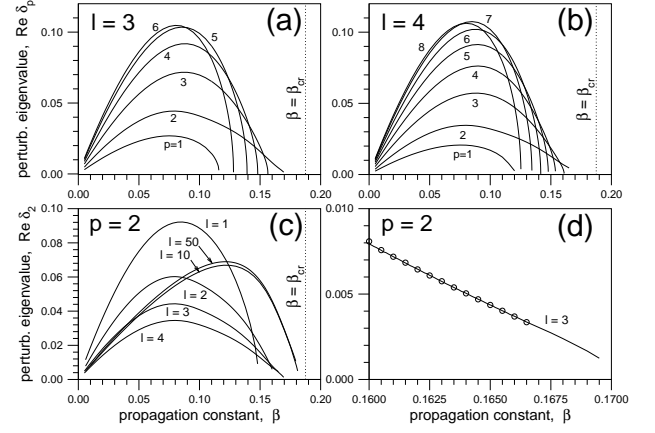 (a)
l = 3
perturb. eigenvalue, Re δp
0.10
0.05
0.00
6
5
4
3
2
p=1
β = βcr
0.00 0.05 0.10 0.15 0.20
(b)
l = 4
7
8
6
5
4
3
2
p=1
β = βcr
0.10
0.05
0.00
0.00 0.05 0.10 0.15 0.20
(c)
p = 2
perturb. eigenvalue, Re δ2
0.10
0.08
0.06
0.04
0.02
0.00
l = 1
l = 50
l = 10
l = 2
l = 3
l = 4
β = βcr
0.00 0.05 0.10 0.15 0.20
propagation constant, β
(d)
p = 2
0.010
0.005
0.000
l = 3
0.1600 0.1625 0.1650 0.1675 0.1700
propagation constant, β